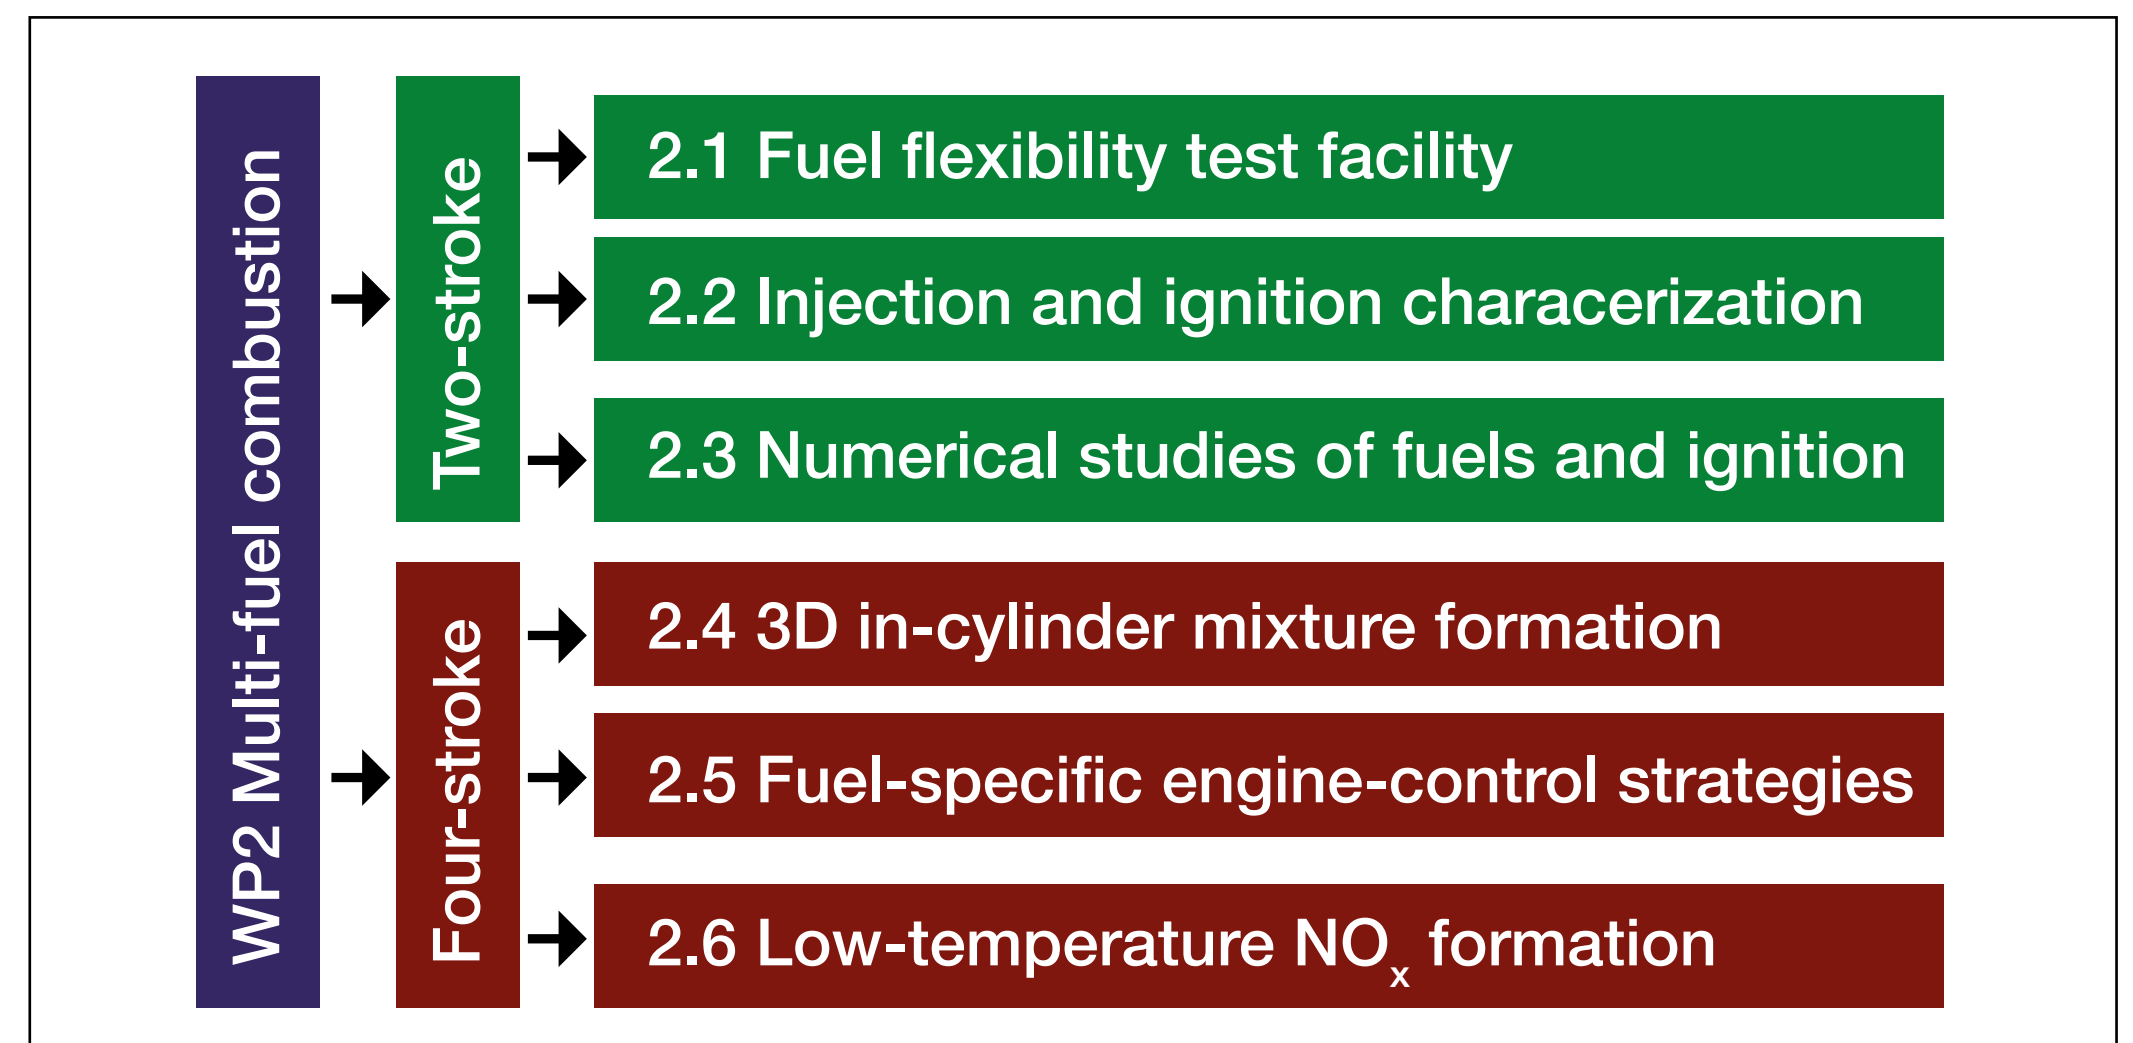 WP2 Multi-fuel combustion
Two-stroke
2.1 Fuel flexibility test facility
2.2 Injection and ignition characerization
2.3 Numerical studies of fuels and ignition
Four-stroke
2.4 3D in-cylinder mixture formation
2.5 Fuel-specific engine-control strategies
2.6 Low-temperature NOx formation